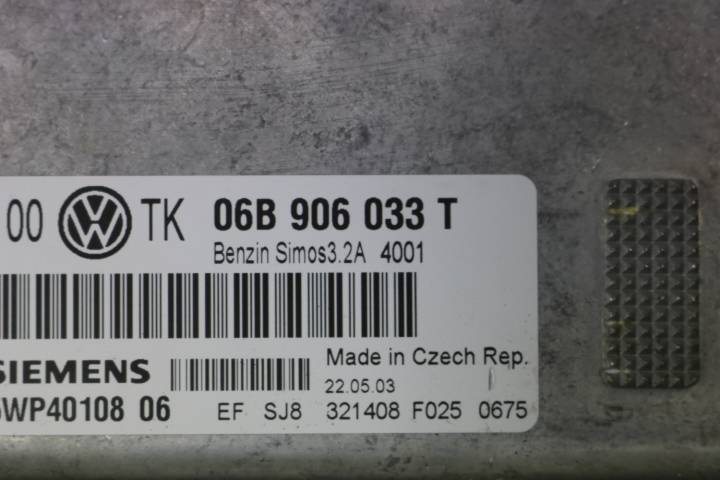 00 VW TK 06B 906 033 T
Benzin Simos3.2A 4001
SIEMENS
Made in Czech Rep.
22.05.03
WP40108 06 EF SJ8 321408 F025 0675